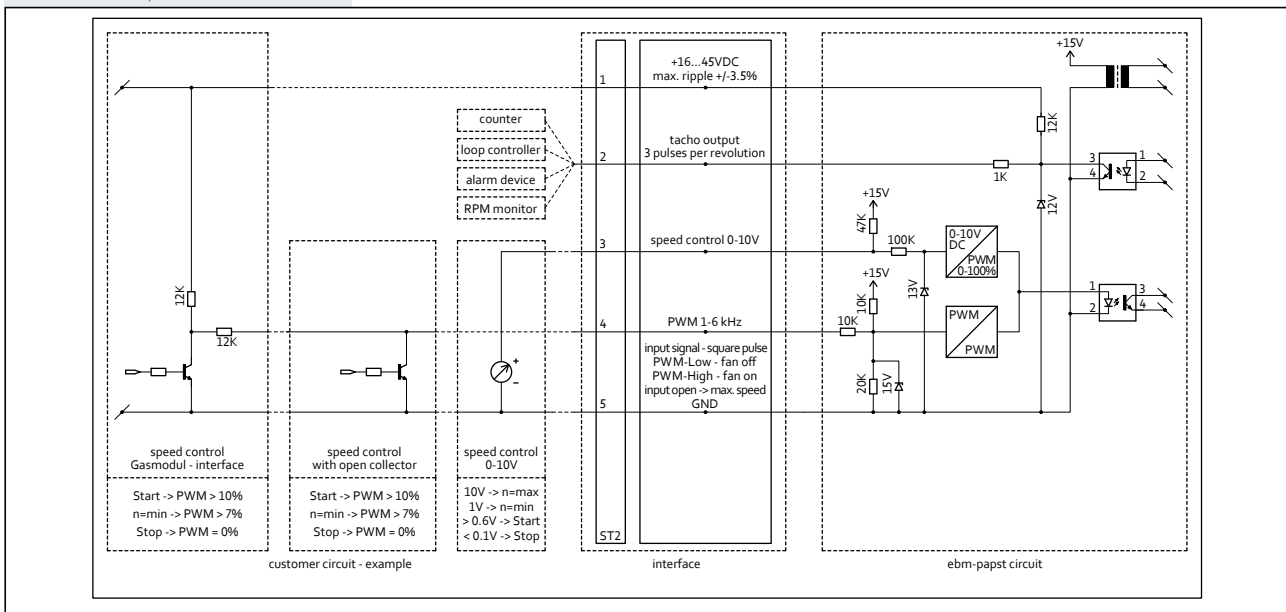 +16...45VDC
max. ripple +/-3.5%
+15V
1
12K
counter
loop controller
alarm device
RPM monitor
2
tacho output
3 pulses per revolution
1K
3
4
1
2
12V
+15V
47K
3
speed control 0-10V
100K
0-10V
DC
PWM
0-100%
13V
+15V
10K
12K
12K
4
PWM 1-6 kHz
10K
PWM
PWM
1
2
3
4
+
–
input signal - square pulse
PWM-Low - fan off
PWM-High - fan on
input open -> max. speed
GND
20K
15V
5
speed control
Gasmodul - interface
speed control
with open collector
speed control
0-10V
Start -> PWM > 10%
n=min -> PWM > 7%
Stop -> PWM = 0%
Start -> PWM > 10%
n=min -> PWM > 7%
Stop -> PWM = 0%
10V -> n=max
1V -> n=min
> 0.6V -> Start
< 0.1V -> Stop
ST2
customer circuit - example
interface
ebm-papst circuit